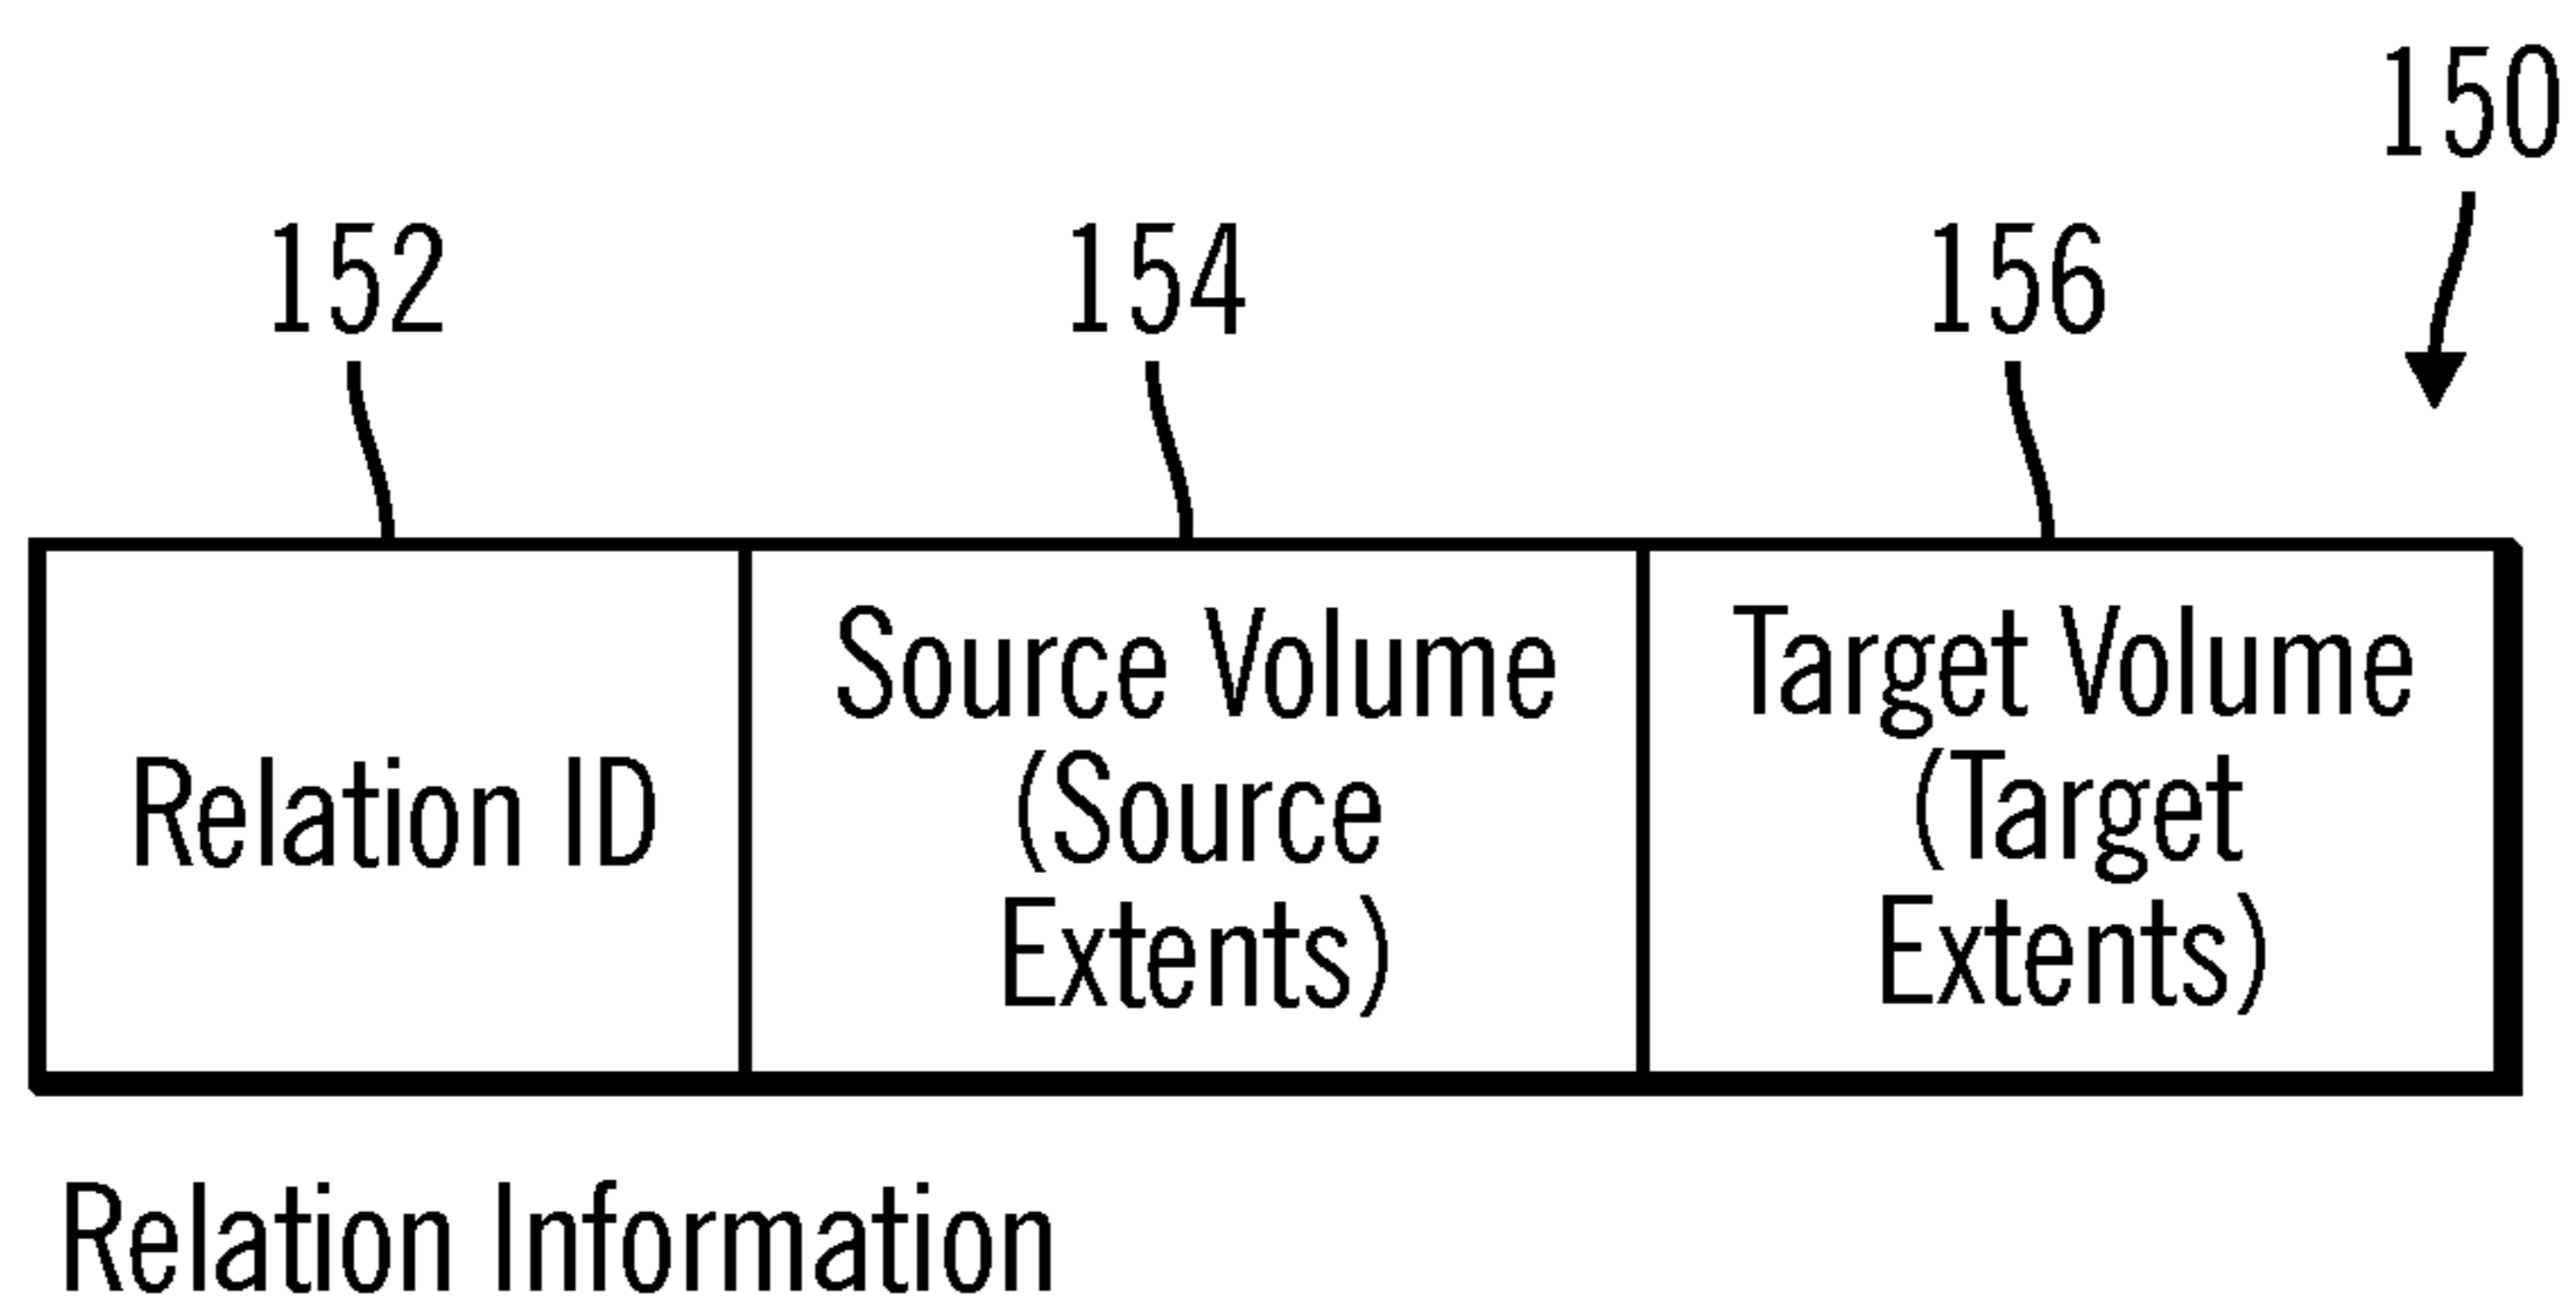 150
152
154
156
Relation ID
Source Volume
(Source
Extents)
Target Volume
(Target
Extents)
Relation Information